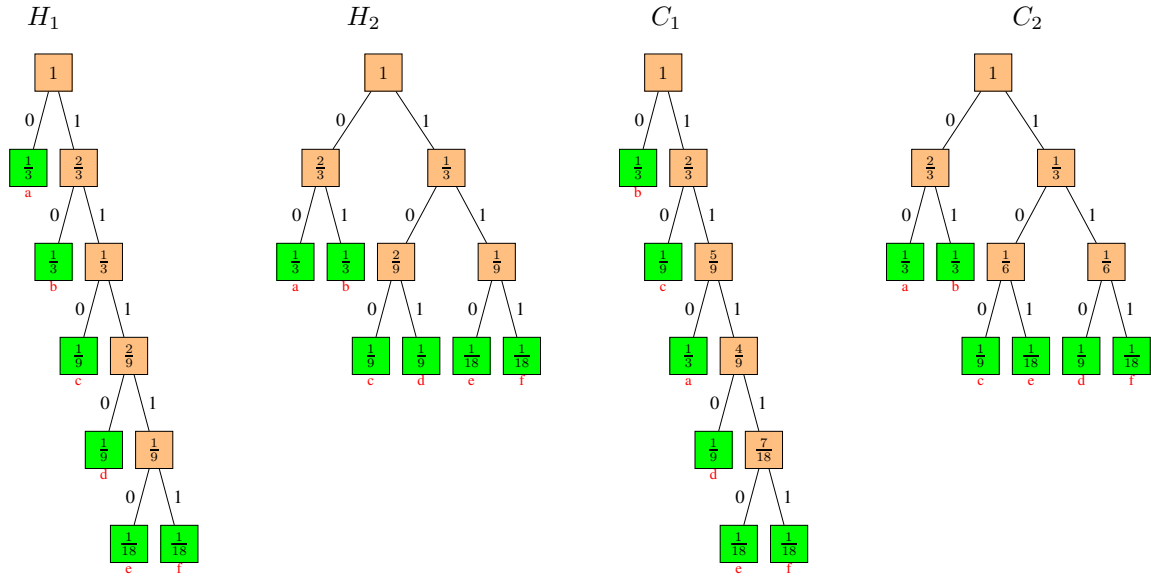 H₁ H₂ C₁ C₂
1 1 1 1
0 1 0 1 0 1 0 1
1/3 2/3 2/3 1/3 1/3 2/3 2/3 1/3
a b
0 1 0 1 0 1 0 1 0 1 0 1
1/3 1/3 1/3 1/3 2/9 1/9 1/9 5/9 1/3 1/3 1/6 1/6
b a b c a b
0 1 0 1 0 1 0 1 0 1 0 1
1/9 2/9 1/9 1/9 1/18 1/18 1/3 4/9 1/9 1/18 1/9 1/18
c c d e f a c e d f
0 1 0 1
1/9 1/9 1/9 7/18
d d
0 1 0 1
1/18 1/18 1/18 1/18
e f e f